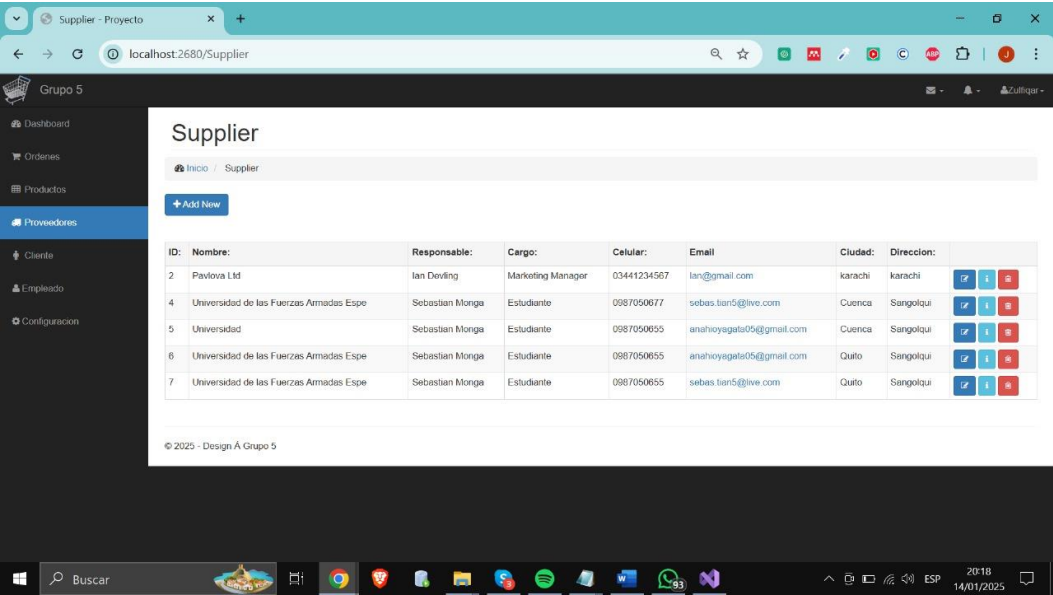 Supplier - Proyecto
localhost:2680/Supplier
ABP
J
Grupo 5
Zulfiqar
Dashboard
Ordenes
Productos
Proveedores
Cliente
Empleado
Configuracion
Supplier
Inicio / Supplier
+ Add New
ID: Nombre: Responsable: Cargo: Celular: Email Ciudad: Direccion:
2 Pavlova Ltd Ian Devling Marketing Manager 03441234567 Ian@gmail.com karachi karachi
4 Universidad de las Fuerzas Armadas Espe Sebastian Monga Estudiante 0987050677 sebas.tian5@live.com Cuenca Sangolqui
5 Universidad Sebastian Monga Estudiante 0987050655 anahioyagata05@gmail.com Cuenca Sangolqui
6 Universidad de las Fuerzas Armadas Espe Sebastian Monga Estudiante 0987050655 anahioyagata05@gmail.com Quito Sangolqui
7 Universidad de las Fuerzas Armadas Espe Sebastian Monga Estudiante 0987050655 sebas.tian5@live.com Quito Sangolqui
© 2025 - Design Á Grupo 5
Buscar
93
ESP
20:18
14/01/2025